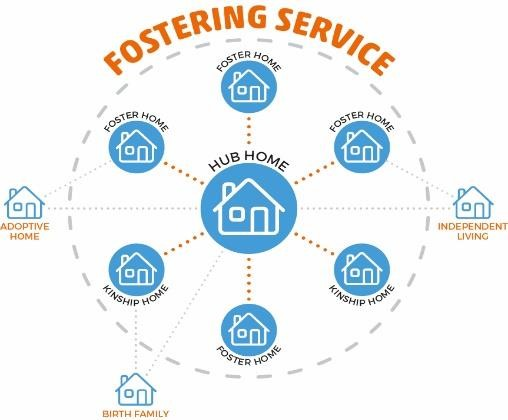 FOSTERING SERVICE
FOSTER HOME
FOSTER HOME
FOSTER HOME
HUB HOME
ADOPTIVE
HOME
INDEPENDENT
LIVING
KINSHIP HOME
KINSHIP HOME
FOSTER HOME
BIRTH FAMILY